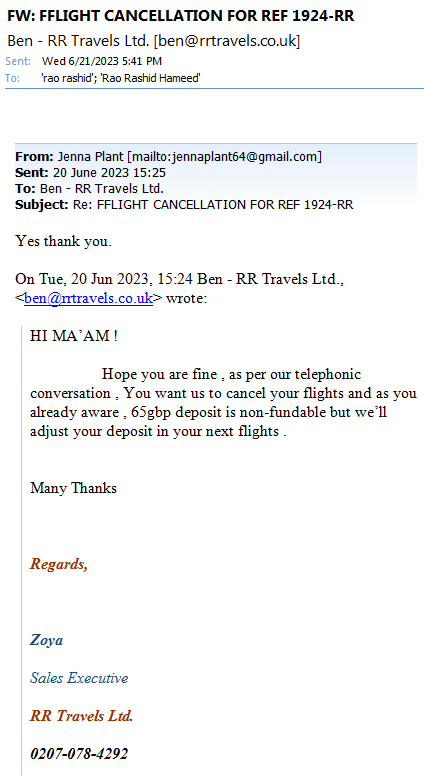 FW: FFLIGHT CANCELLATION FOR REF 1924-RR
Ben - RR Travels Ltd. [ben@rrtravels.co.uk]
Sent: Wed 6/21/2023 5:41 PM
To: 'rao rashid'; 'Rao Rashid Hameed'
From: Jenna Plant [mailto:jennaplant64@gmail.com]
Sent: 20 June 2023 15:25
To: Ben - RR Travels Ltd.
Subject: Re: FFLIGHT CANCELLATION FOR REF 1924-RR
Yes thank you.
On Tue, 20 Jun 2023, 15:24 Ben - RR Travels Ltd.,
<ben@rrtravels.co.uk> wrote:
HI MA’AM !
Hope you are fine , as per our telephonic
conversation , You want us to cancel your flights and as you
already aware , 65gbp deposit is non-fundable but we’ll
adjust your deposit in your next flights .
Many Thanks
Regards,
Zoya
Sales Executive
RR Travels Ltd.
0207-078-4292